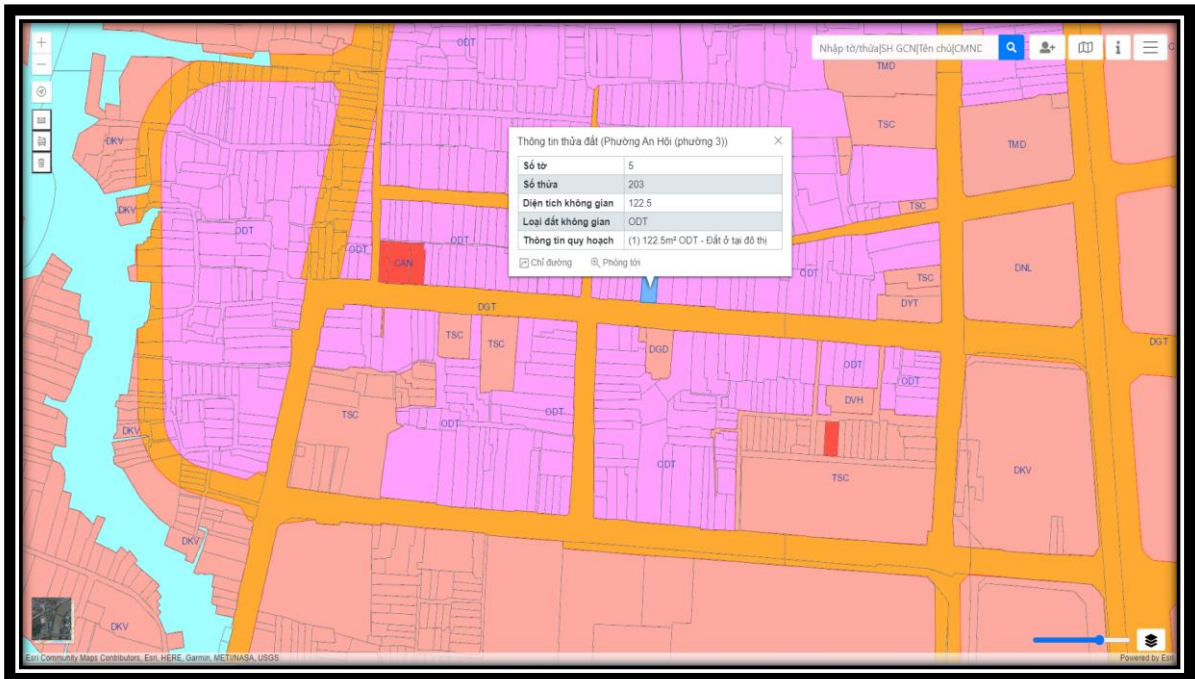 ODT
Nhập tờ/thửa|SH GCN|Tên chủ|CMND
TMD
TSC
DKV
Thông tin thửa đất (Phường An Hội (phường 3))
TMD
Số tờ 5
Số thửa 203
Diện tích không gian 122.5
Loại đất không gian ODT
Thông tin quy hoạch (1) 122.5m² ODT - Đất ở tại đô thị
Chỉ đường Phóng tới
DKV
TSC
ODT
ODT
ODT
CAN
ODT
DNL
TSC
DYT
DGT
TSC
TSC
DGD
DGT
ODT
ODT
DVH
TSC
ODT
ODT
DKV
ODT
TSC
DKV
DKV
DKV
Esri Community Maps Contributors, Esri, HERE, Garmin, METI/NASA, USGS
Powered by Esri